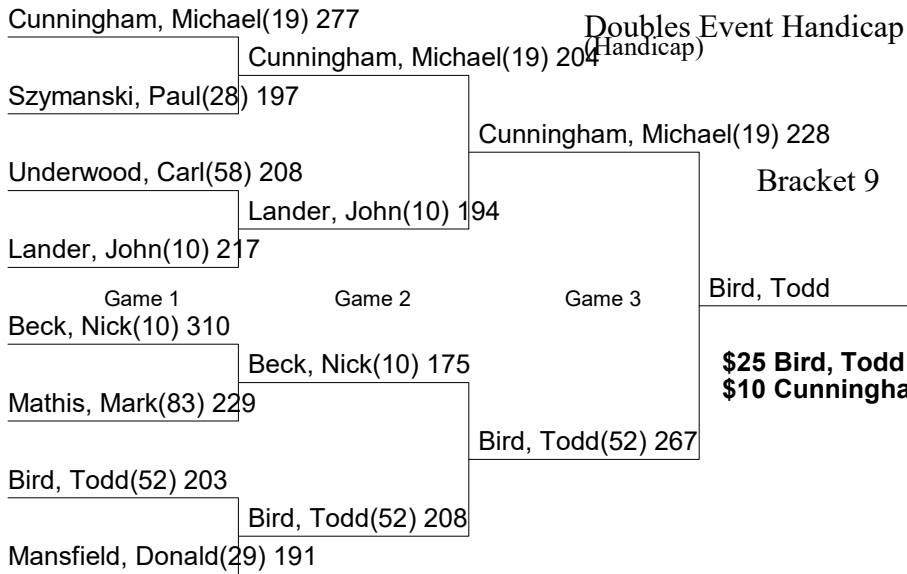 Cunningham, Michael(19) 277
Doubles Event Handicap
(Handicap)
Cunningham, Michael(19) 204
Szymanski, Paul(28) 197
Cunningham, Michael(19) 228
Underwood, Carl(58) 208
Bracket 9
Lander, John(10) 194
Lander, John(10) 217
Game 1
Game 2
Game 3
Bird, Todd
Beck, Nick(10) 310
Beck, Nick(10) 175
$25 Bird, Todd
$10 Cunningha
Mathis, Mark(83) 229
Bird, Todd(52) 267
Bird, Todd(52) 203
Bird, Todd(52) 208
Mansfield, Donald(29) 191